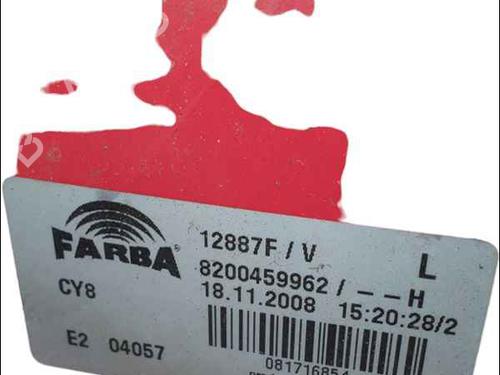 FARBA
12887F / V
L
8200459962 / – – H
CY8
18.11.2008 15:20:28/2
E2 04057
081716854